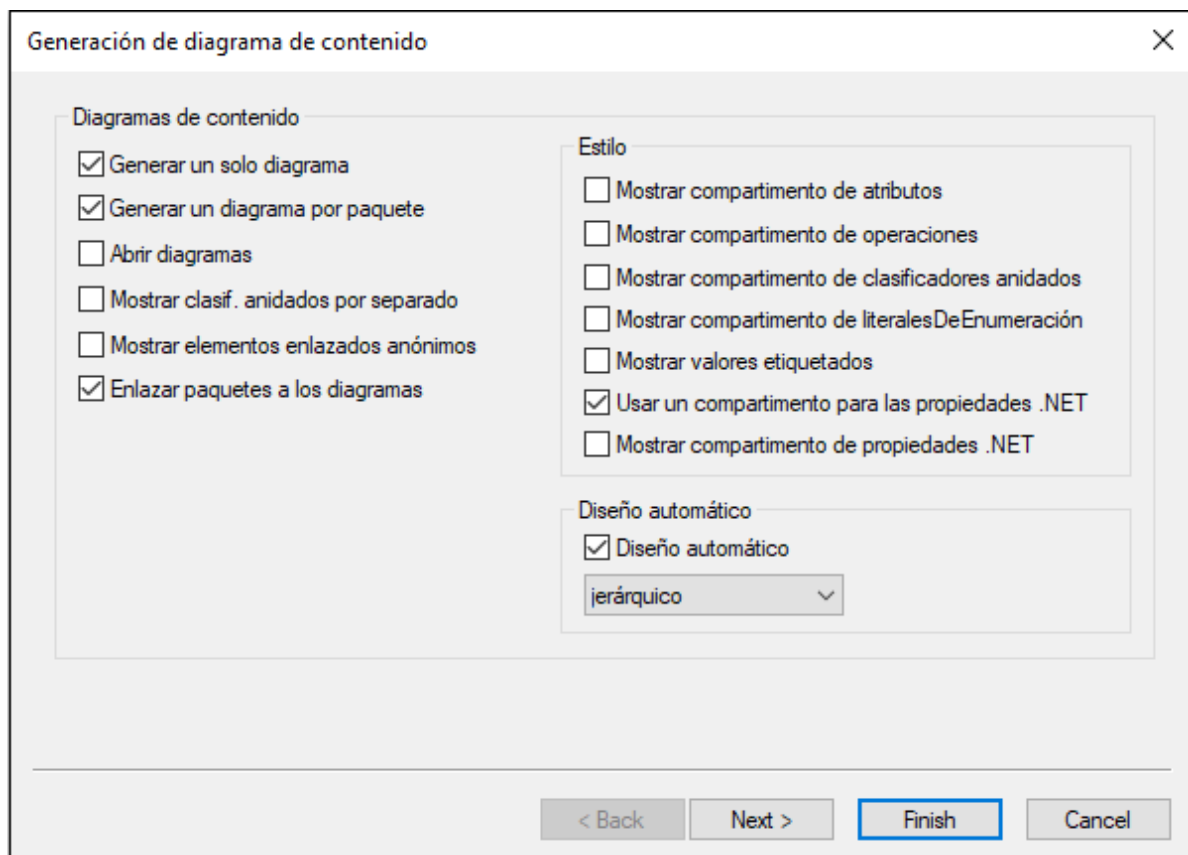 Generación de diagrama de contenido
Diagramas de contenido
Generar un solo diagrama
Generar un diagrama por paquete
Abrir diagramas
Mostrar clasif. anidados por separado
Mostrar elementos enlazados anónimos
Enlazar paquetes a los diagramas
Estilo
Mostrar compartimento de atributos
Mostrar compartimento de operaciones
Mostrar compartimento de clasificadores anidados
Mostrar compartimento de literalesDeEnumeración
Mostrar valores etiquetados
Usar un compartimento para las propiedades .NET
Mostrar compartimento de propiedades .NET
Diseño automático
Diseño automático
jerárquico
< Back Next > Finish Cancel